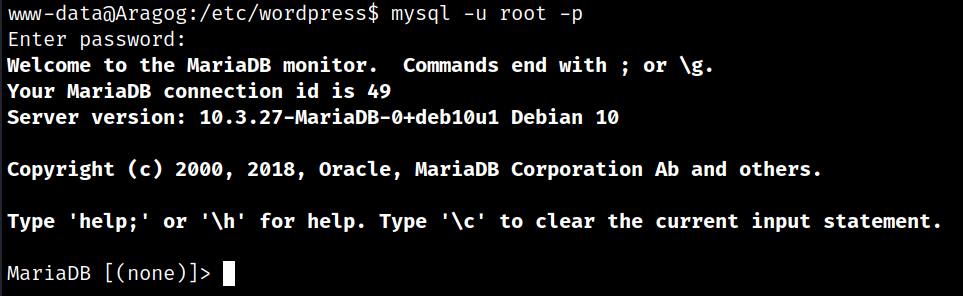 www-data@Aragog:/etc/wordpress$ mysql -u root -p
Enter password:
Welcome to the MariaDB monitor.  Commands end with ; or \g.
Your MariaDB connection id is 49
Server version: 10.3.27-MariaDB-0+deb10u1 Debian 10
Copyright (c) 2000, 2018, Oracle, MariaDB Corporation Ab and others.
Type 'help;' or '\h' for help. Type '\c' to clear the current input statement.
MariaDB [(none)]>